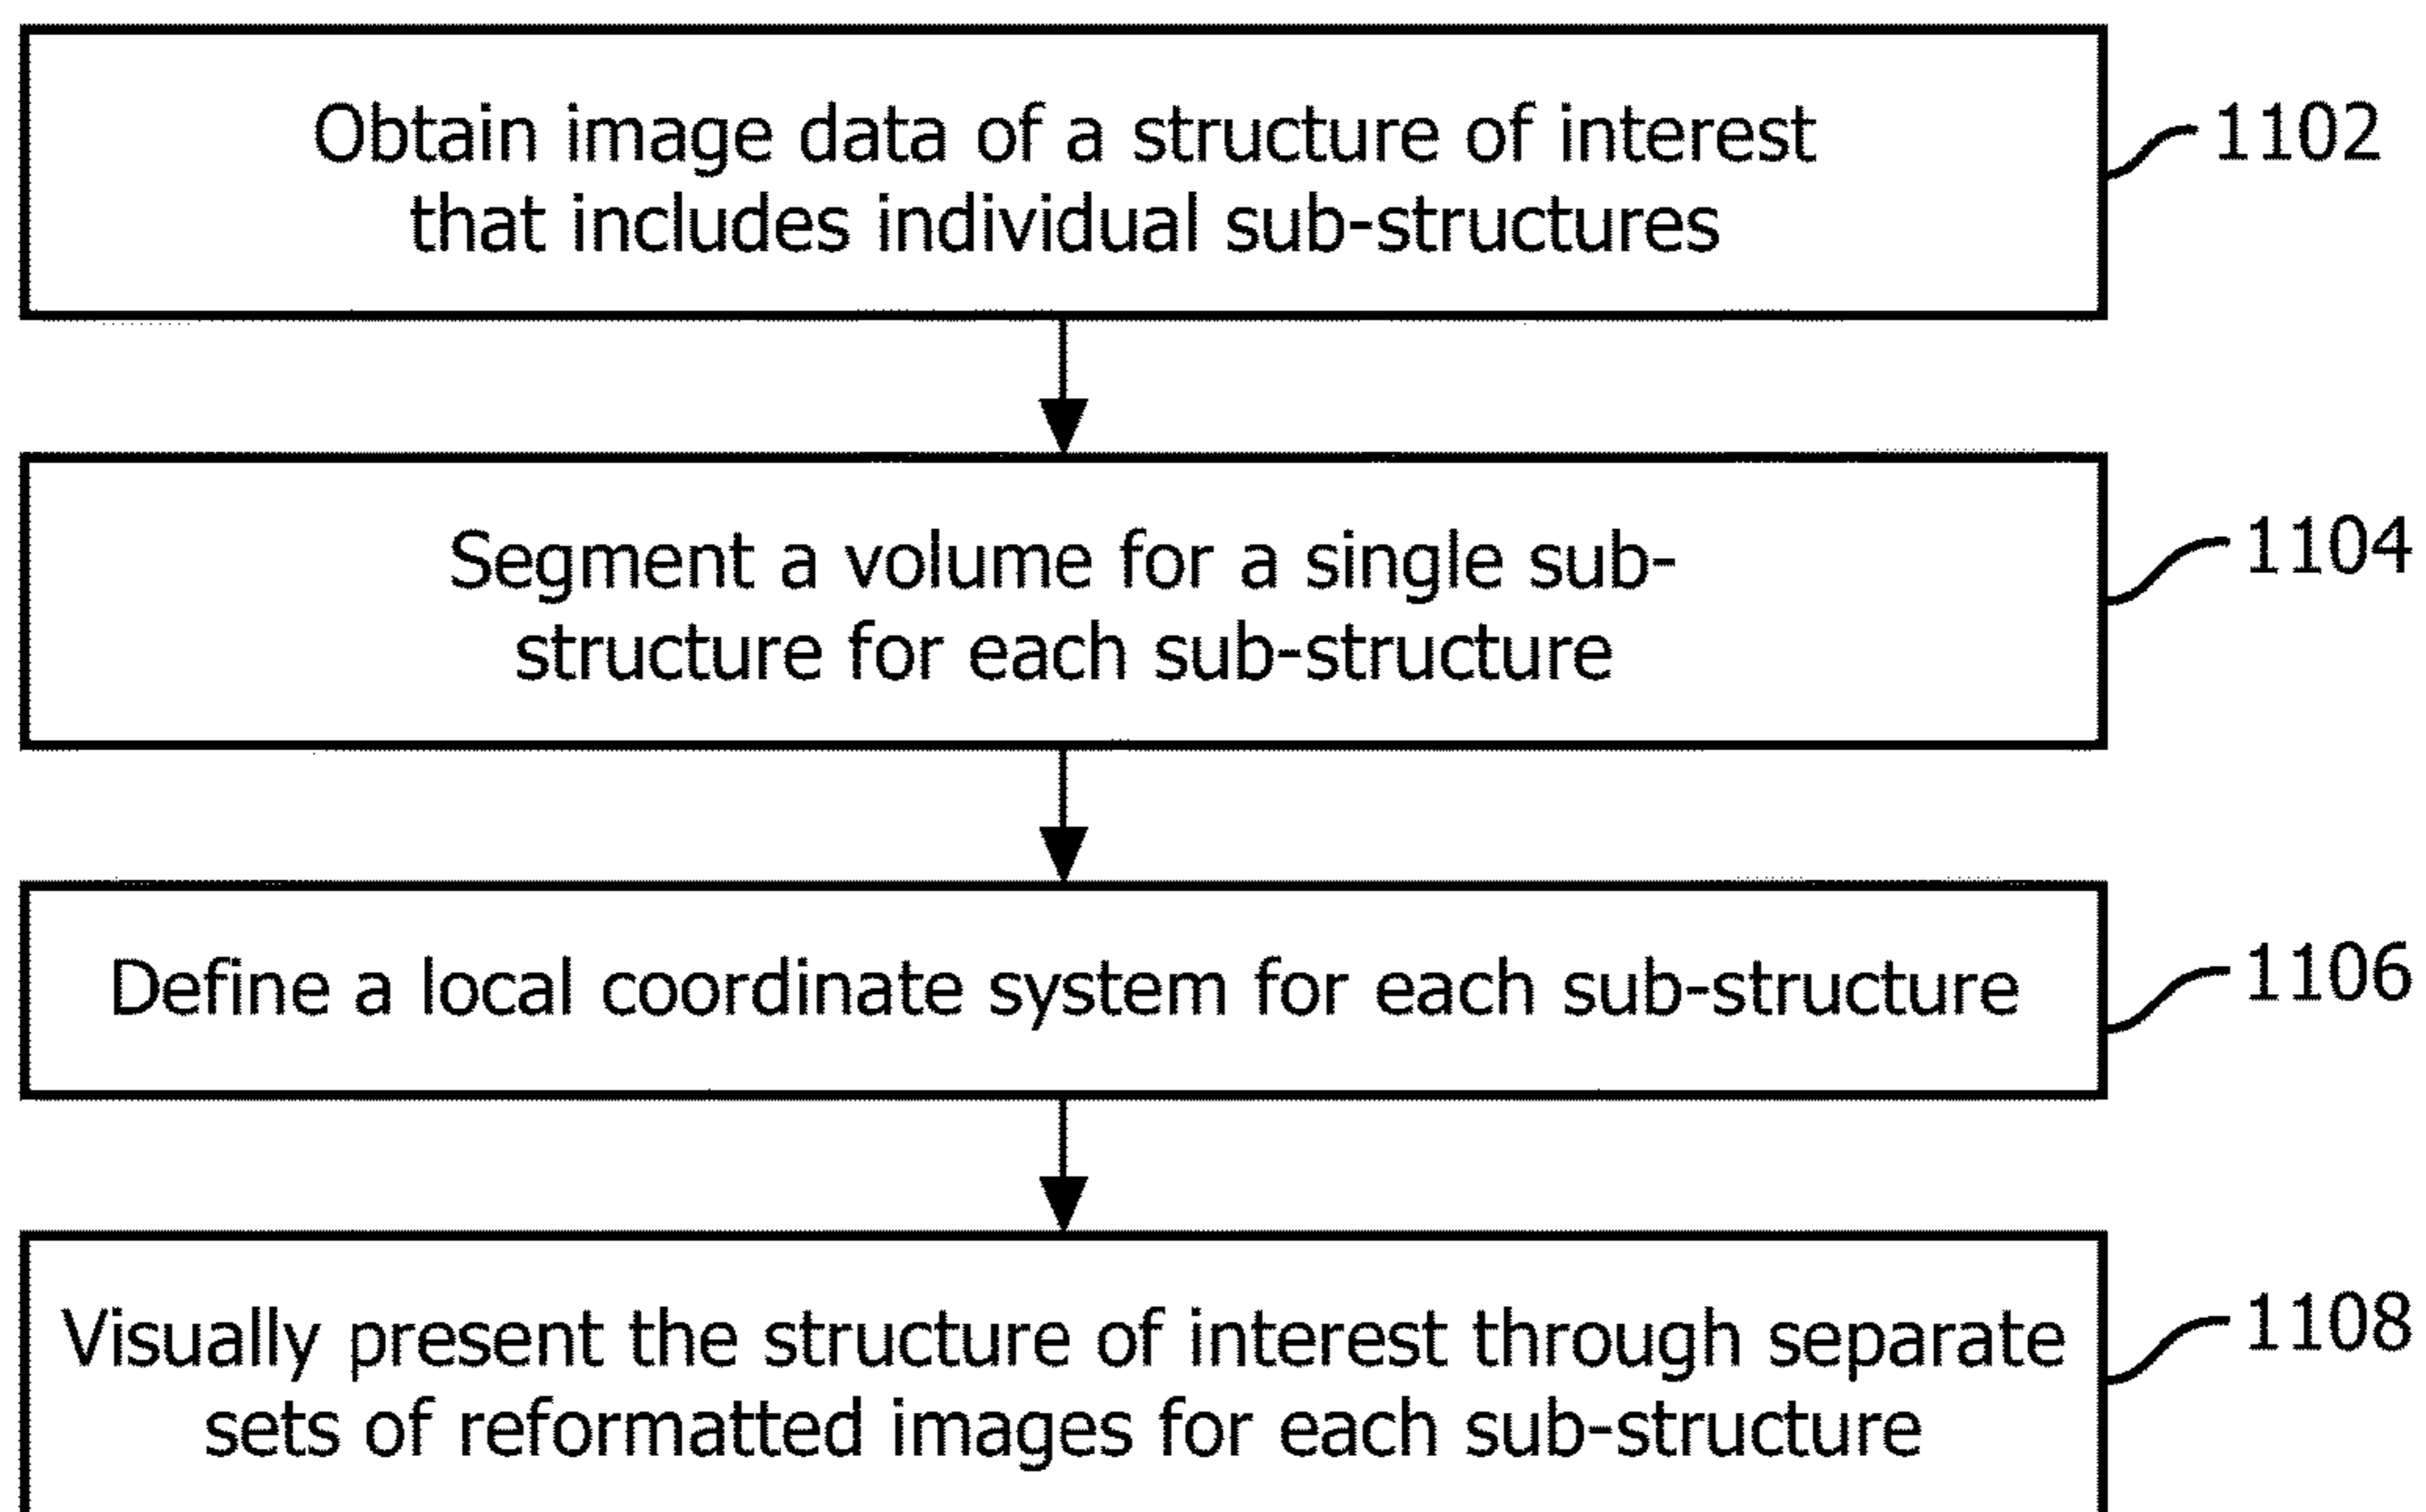 Obtain image data of a structure of interest
that includes individual sub-structures
1102
Segment a volume for a single sub-
structure for each sub-structure
1104
Define a local coordinate system for each sub-structure
1106
Visually present the structure of interest through separate
sets of reformatted images for each sub-structure
1108